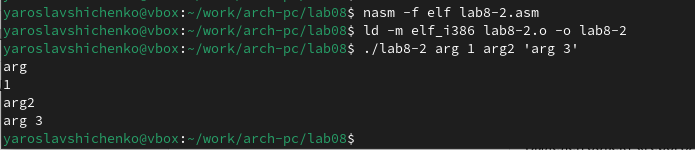 yaroslavshichenko@vbox:~/work/arch-pc/lab08$ nasm -f elf lab8-2.asm
yaroslavshichenko@vbox:~/work/arch-pc/lab08$ ld -m elf_i386 lab8-2.o -o lab8-2
yaroslavshichenko@vbox:~/work/arch-pc/lab08$ ./lab8-2 arg 1 arg2 'arg 3'
arg
1
arg2
arg 3
yaroslavshichenko@vbox:~/work/arch-pc/lab08$